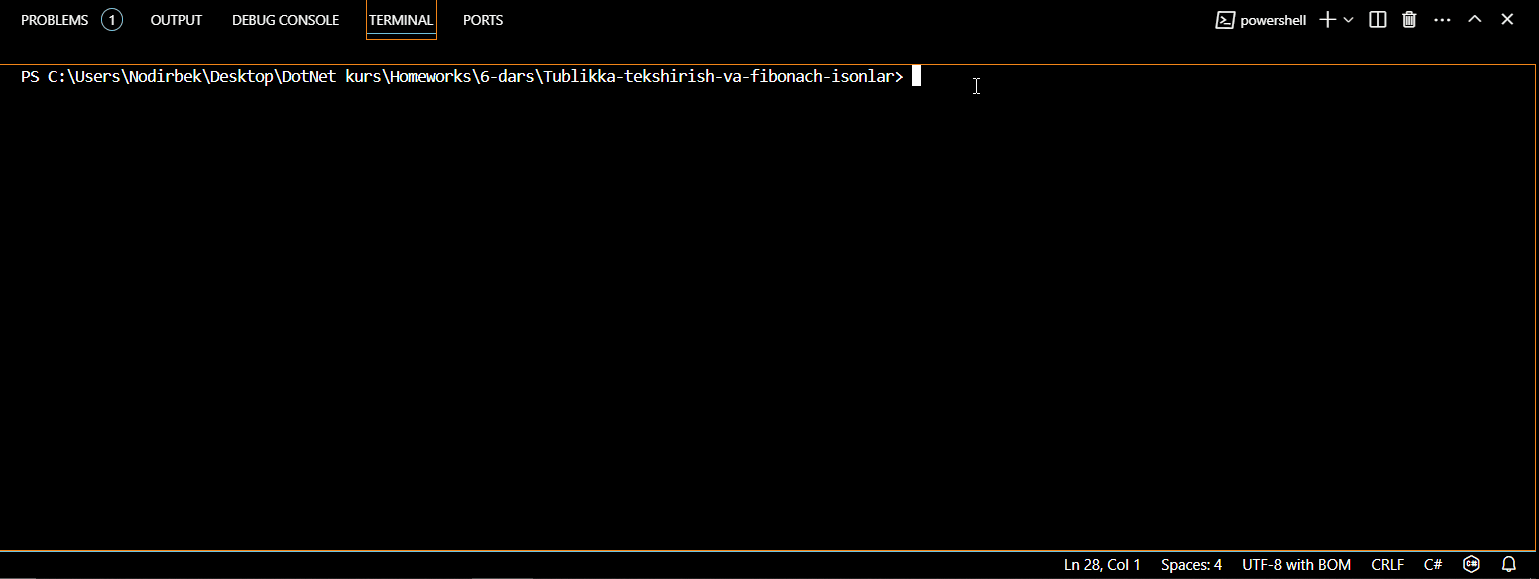 PROBLEMS 1 OUTPUT DEBUG CONSOLE TERMINAL PORTS powershell
PS C:\Users\Nodirbek\Desktop\DotNet kurs\Homeworks\6-dars\Tublikka-tekshirish-va-fibonach-isonlar>
Ln 28, Col 1 Spaces: 4 UTF-8 with BOM CRLF C#